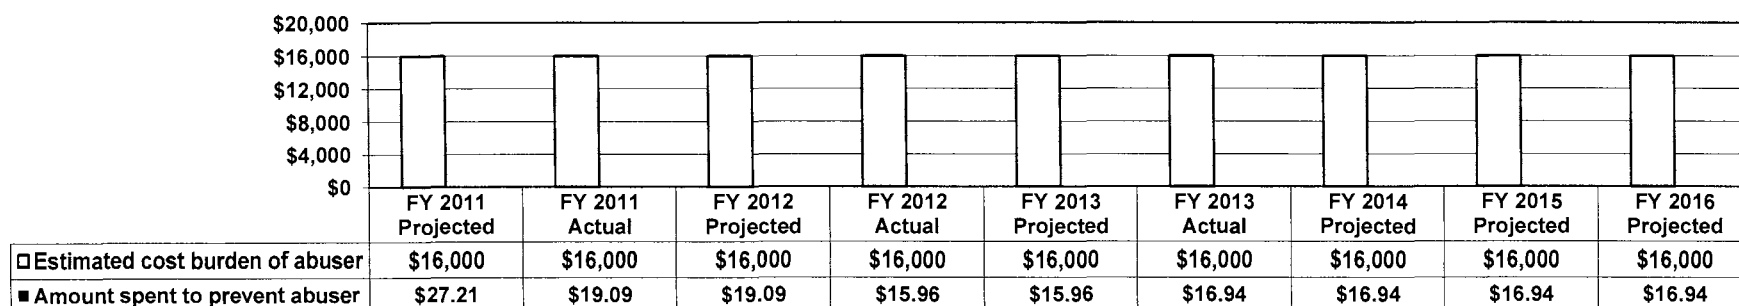 $20,000
$16,000
$12,000
$8,000
$4,000
$0
FY 2011 Projected FY 2011 Actual FY 2012 Projected FY 2012 Actual FY 2013 Projected FY 2013 Actual FY 2014 Projected FY 2015 Projected FY 2016 Projected
Estimated cost burden of abuser $16,000 $16,000 $16,000 $16,000 $16,000 $16,000 $16,000 $16,000 $16,000
Amount spent to prevent abuser $27.21 $19.09 $19.09 $15.96 $15.96 $16.94 $16.94 $16.94 $16.94